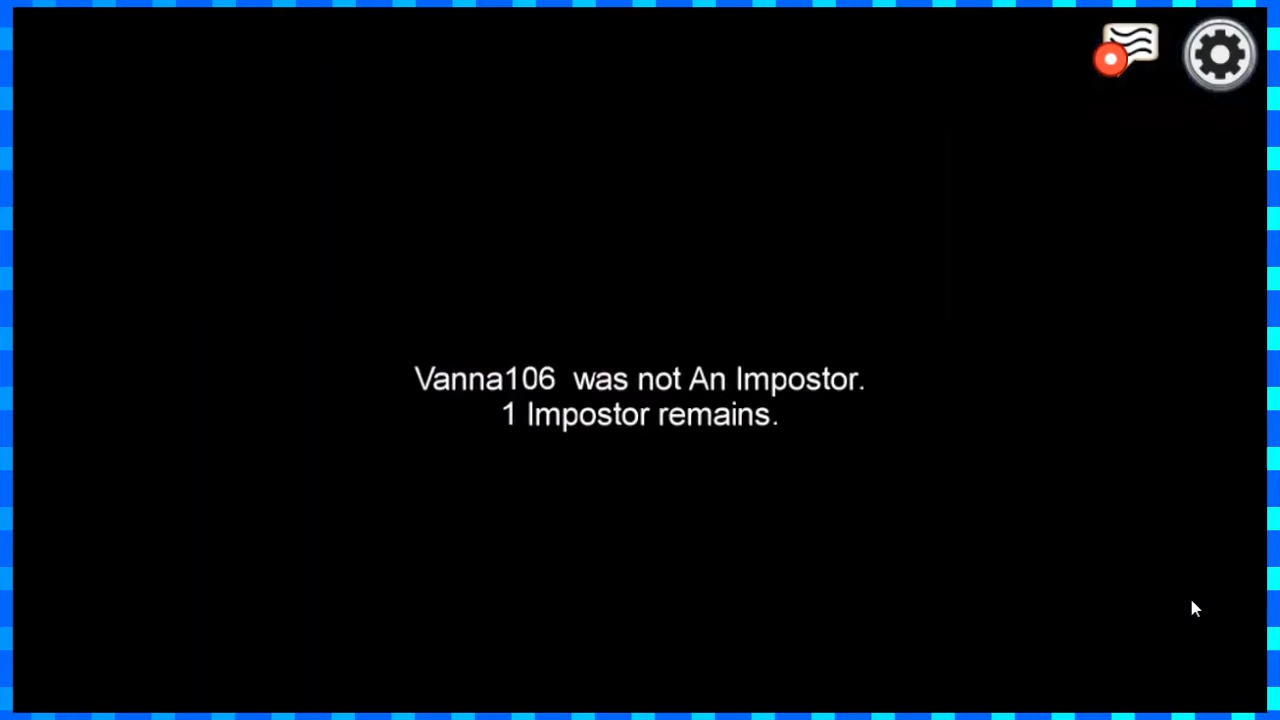 Vanna106  was not An Impostor.
1 Impostor remains.